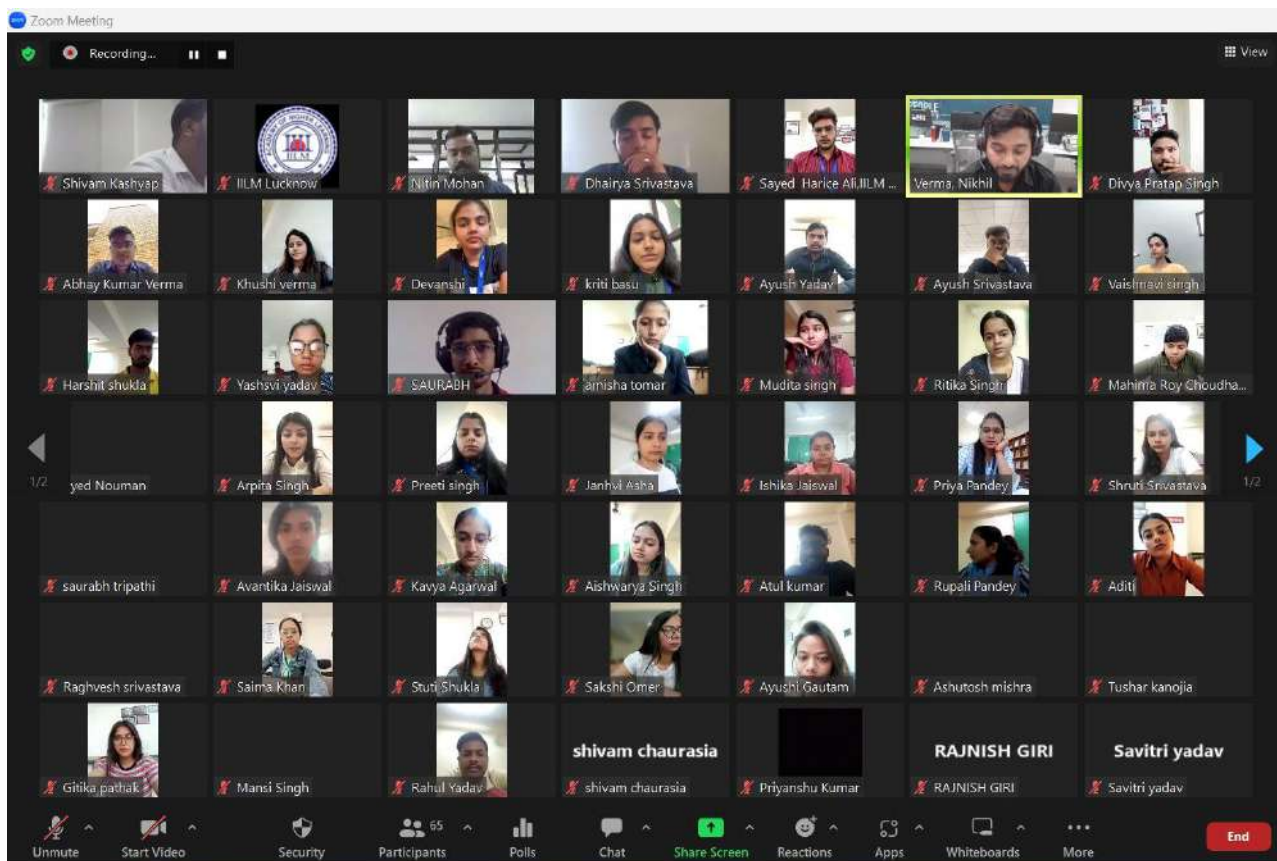 Zoom Meeting
Recording...
View
Shivam Kashyap
IILM Lucknow
Nitin Mohan
Dhairya Srivastava
Sayed Harice Ali,IILM ...
Verma, Nikhil
Divya Pratap Singh
Abhay Kumar Verma
Khushi verma
Devanshi
kriti basu
Ayush Yadav
Ayush Srivastava
Vaishnavi singh
Harshit shukla
Yashsvi yadav
SAURABH
amisha tomar
Mudita singh
Ritika Singh
Mahima Roy Choudha...
1/2
yed Nouman
Arpita Singh
Preeti singh
Janhvi Asha
Ishika Jaiswal
Priya Pandey
Shruti Srivastava
1/2
saurabh tripathi
Avantika Jaiswal
Kavya Agarwal
Aishwarya Singh
Atul kumar
Rupali Pandey
Aditi
Raghvesh srivastava
Saima Khan
Stuti Shukla
Sakshi Omer
Ayushi Gautam
Ashutosh mishra
Tushar kanojia
shivam chaurasia
RAJNISH GIRI
Savitri yadav
Gitika pathak
Mansi Singh
Rahul Yadav
shivam chaurasia
Priyanshu Kumar
RAJNISH GIRI
Savitri yadav
65
Unmute
Start Video
Security
Participants
Polls
Chat
Share Screen
Reactions
Apps
Whiteboards
More
End